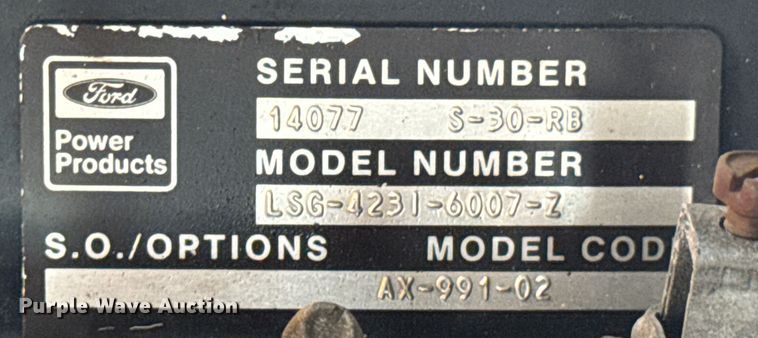 SERIAL NUMBER
Ford
Power
Products
14077 S-30-RB
MODEL NUMBER
LSG-4231-6007-Z
S.O./OPTIONS MODEL COD
AX-991-02
Purple Wave Auction